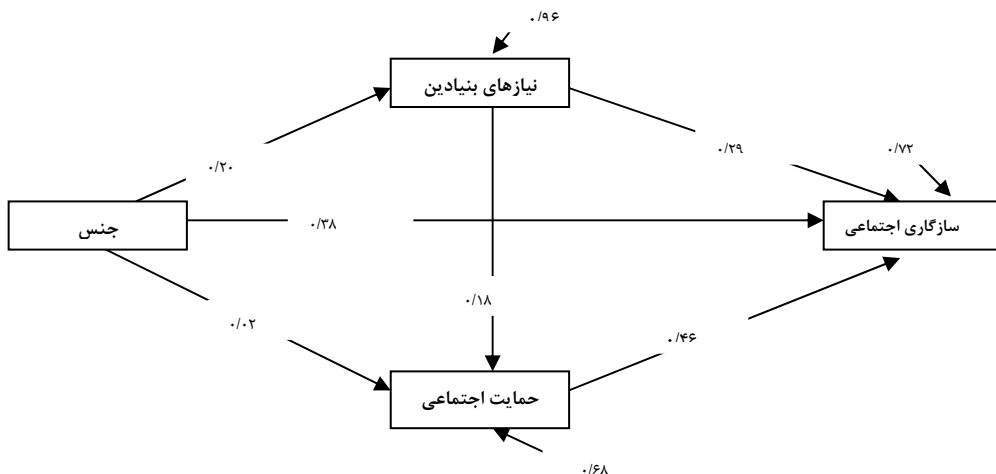 ۰/۹۶
نیازهای بنیادین
۰/۲۰
۰/۲۹
۰/۷۲
جنس
۰/۳۸
سازگاری اجتماعی
۰/۱۸
۰/۰۲
۰/۴۶
حمایت اجتماعی
۰/۶۸